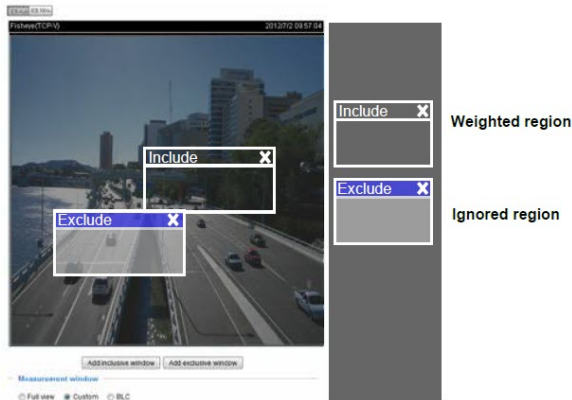 Fisheye(TCP-V) 2012/7/2 09:57:04
Include
Exclude
Include
Weighted region
Exclude
Ignored region
Add inclusive window Add exclusive window
Measurement window
Full view Custom BLC